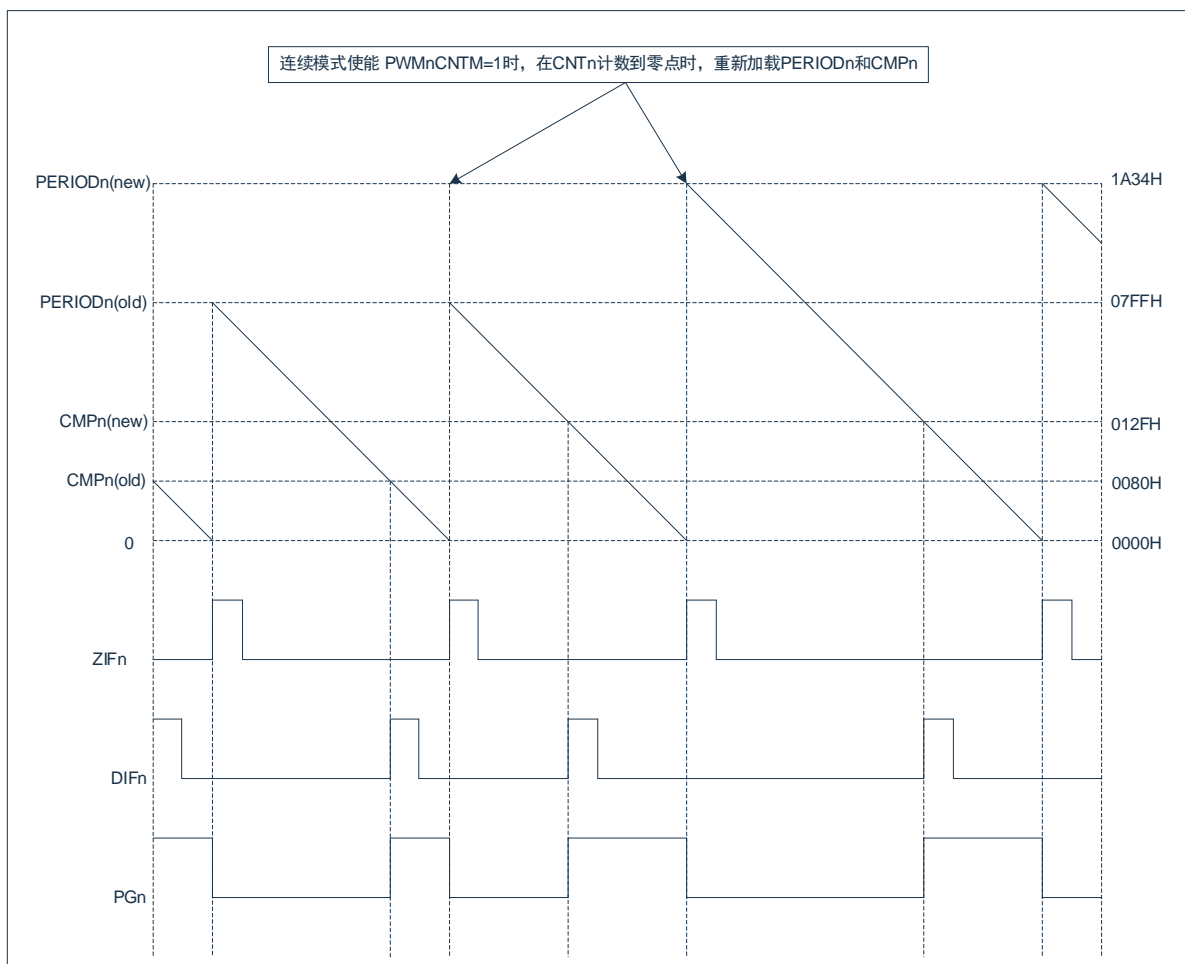 连续模式使能 PWMnCNTM=1时，在CNTn计数到零点时，重新加载PERIODn和CMPn
PERIODn(new)
1A34H
PERIODn(old)
07FFH
CMPn(new)
012FH
CMPn(old)
0080H
0
0000H
ZIFn
DIFn
PGn